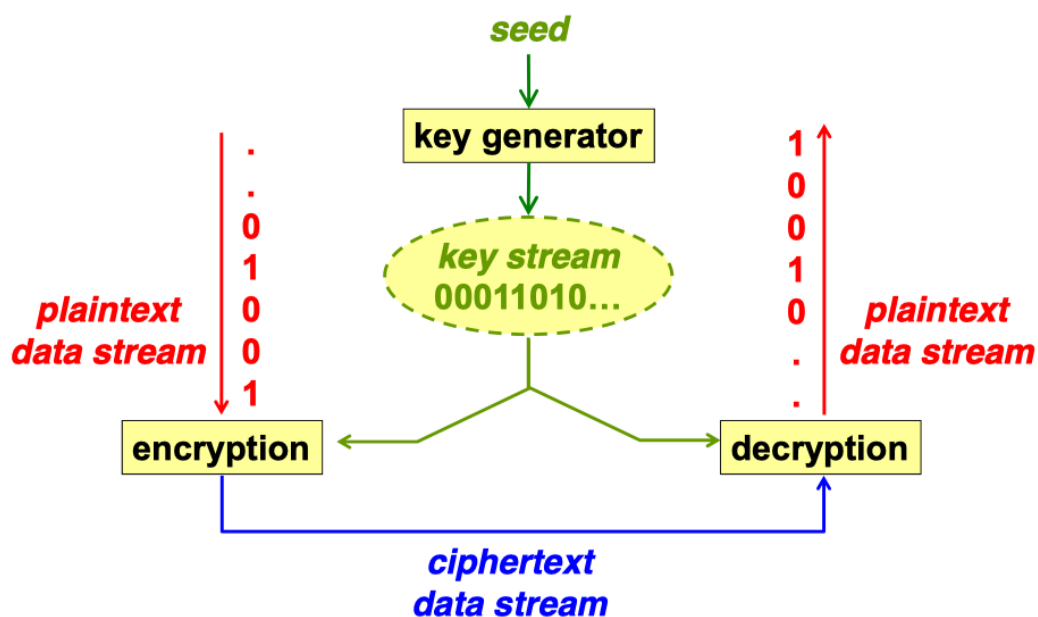 seed
key generator
key stream
00011010…
.
.
0
1
0
0
1
plaintext
data stream
1
0
0
1
0
.
.
plaintext
data stream
encryption
decryption
ciphertext
data stream